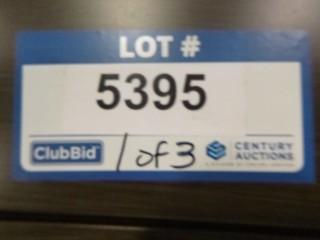 LOT #
5395
ClubBid 1 of 3 CENTURY AUCTIONS